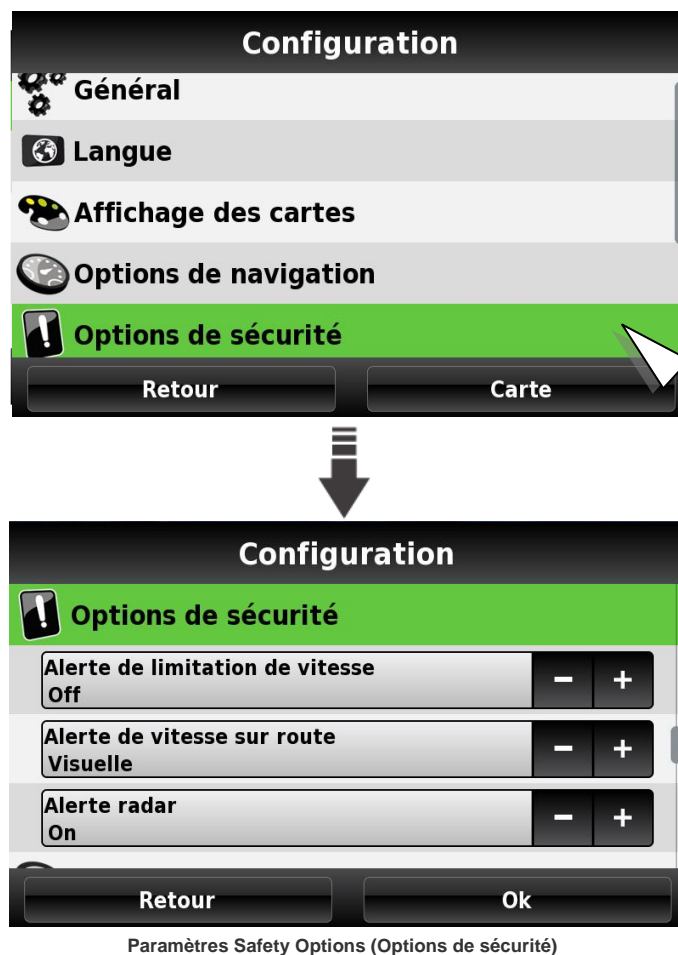 Configuration
Général
Langue
Affichage des cartes
Options de navigation
Options de sécurité
Retour Carte
Configuration
Options de sécurité
Alerte de limitation de vitesse
Off
- +
Alerte de vitesse sur route
Visuelle
- +
Alerte radar
On
- +
Retour Ok
Paramètres Safety Options (Options de sécurité)